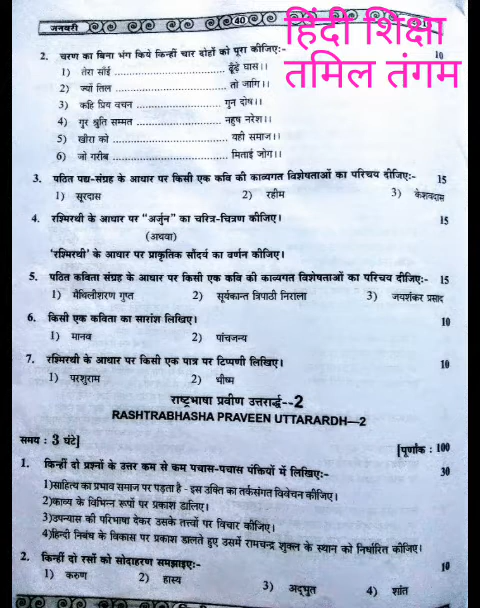 जनवरी 40
हिंदी शिक्षा
तमिल तंगम
2. चरण का बिना भंग किये किन्हीं चार दोहों को पूरा कीजिए:- 10
1) तेरा साँई ........................... ढूँढे घास।।
2) ज्यों तिल ........................... तो जागि।।
3) कहि प्रिय वचन ........................... गुन दोष।।
4) गुर श्रुति सम्मत ........................... नहुष नरेश।।
5) खीरा को ........................... यही समाज।।
6) जो गरीब ........................... मिताई जोग।।
3. पठित पद्य-संग्रह के आधार पर किसी एक कवि की काव्यगत विशेषताओं का परिचय दीजिए:- 15
1) सूरदास 2) रहीम 3) केशवदास
4. रश्मिरथी के आधार पर "अर्जुन" का चरित्र-चित्रण कीजिए। 15
(अथवा)
'रश्मिरथी' के आधार पर प्राकृतिक सौंदर्य का वर्णन कीजिए।
5. पठित कविता संग्रह के आधार पर किसी एक कवि की काव्यगत विशेषताओं का परिचय दीजिए:- 15
1) मैथिलीशरण गुप्त 2) सूर्यकान्त त्रिपाठी निराला 3) जयशंकर प्रसाद
6. किसी एक कविता का सारांश लिखिए। 10
1) मानव 2) पांचजन्य
7. रश्मिरथी के आधार पर किसी एक पात्र पर टिप्पणी लिखिए। 10
1) परशुराम 2) भीष्म
राष्ट्रभाषा प्रवीण उत्तरार्द्ध--2
RASHTRABHASHA PRAVEEN UTTARARDH—2
समय : 3 घंटे] [पूर्णांक : 100
1. किन्हीं दो प्रश्नों के उत्तर कम से कम पचास-पचास पंक्तियों में लिखिए:- 30
1)साहित्य का प्रभाव समाज पर पड़ता है - इस उक्ति का तर्कसंगत विवेचन कीजिए।
2)काव्य के विभिन्न रूपों पर प्रकाश डालिए।
3)उपन्यास की परिभाषा देकर उसके तत्त्वों पर विचार कीजिए।
4)हिन्दी निबंध के विकास पर प्रकाश डालते हुए उसमें रामचन्द्र शुक्ल के स्थान को निर्धारित कीजिए।
2. किन्हीं दो रसों को सोदाहरण समझाइए:- 10
1) करुण 2) हास्य 3) अद्भुत 4) शांत